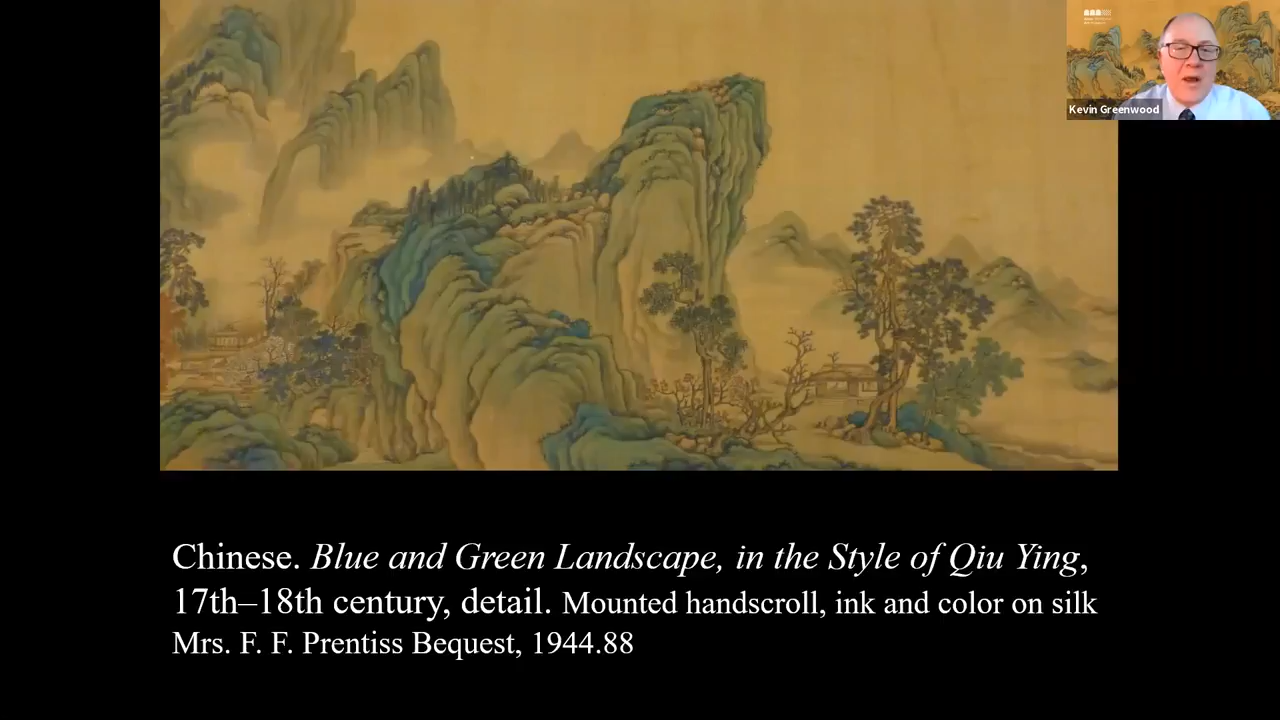 Kevin Greenwood
Chinese. Blue and Green Landscape, in the Style of Qiu Ying,
17th–18th century, detail. Mounted handscroll, ink and color on silk
Mrs. F. F. Prentiss Bequest, 1944.88